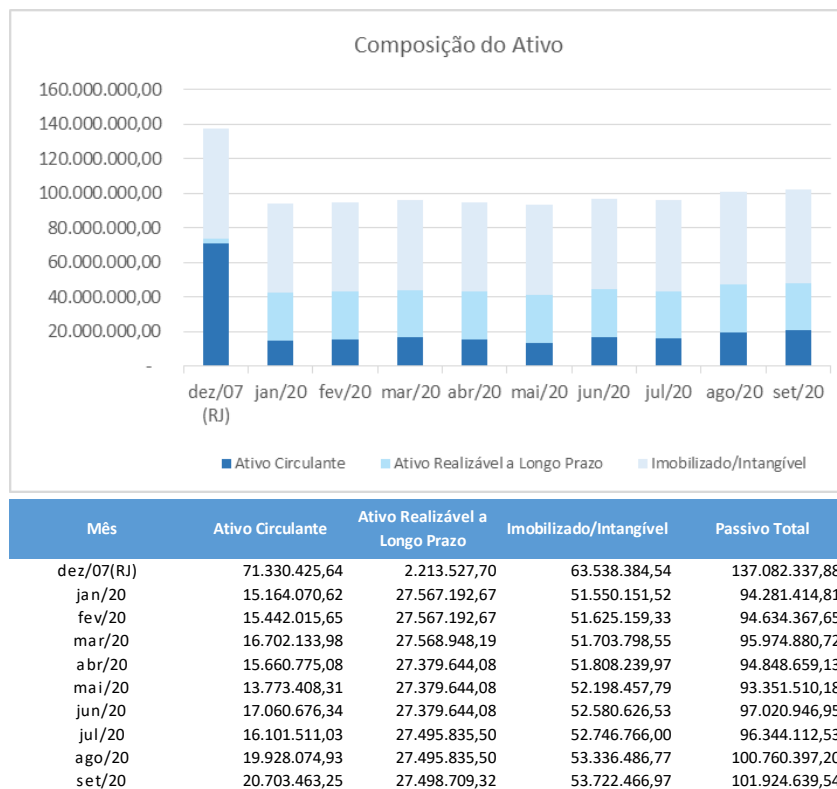 Composição do Ativo
160.000.000,00
140.000.000,00
120.000.000,00
100.000.000,00
80.000.000,00
60.000.000,00
40.000.000,00
20.000.000,00
-
dez/07 (RJ) jan/20 fev/20 mar/20 abr/20 mai/20 jun/20 jul/20 ago/20 set/20
Ativo Circulante Ativo Realizável a Longo Prazo Imobilizado/Intangível
Mês Ativo Circulante Ativo Realizável a Longo Prazo Imobilizado/Intangível Passivo Total
dez/07(RJ) 71.330.425,64 2.213.527,70 63.538.384,54 137.082.337,88
jan/20 15.164.070,62 27.567.192,67 51.550.151,52 94.281.414,81
fev/20 15.442.015,65 27.567.192,67 51.625.159,33 94.634.367,65
mar/20 16.702.133,98 27.568.948,19 51.703.798,55 95.974.880,72
abr/20 15.660.775,08 27.379.644,08 51.808.239,97 94.848.659,13
mai/20 13.773.408,31 27.379.644,08 52.198.457,79 93.351.510,18
jun/20 17.060.676,34 27.379.644,08 52.580.626,53 97.020.946,95
jul/20 16.101.511,03 27.495.835,50 52.746.766,00 96.344.112,53
ago/20 19.928.074,93 27.495.835,50 53.336.486,77 100.760.397,20
set/20 20.703.463,25 27.498.709,32 53.722.466,97 101.924.639,54